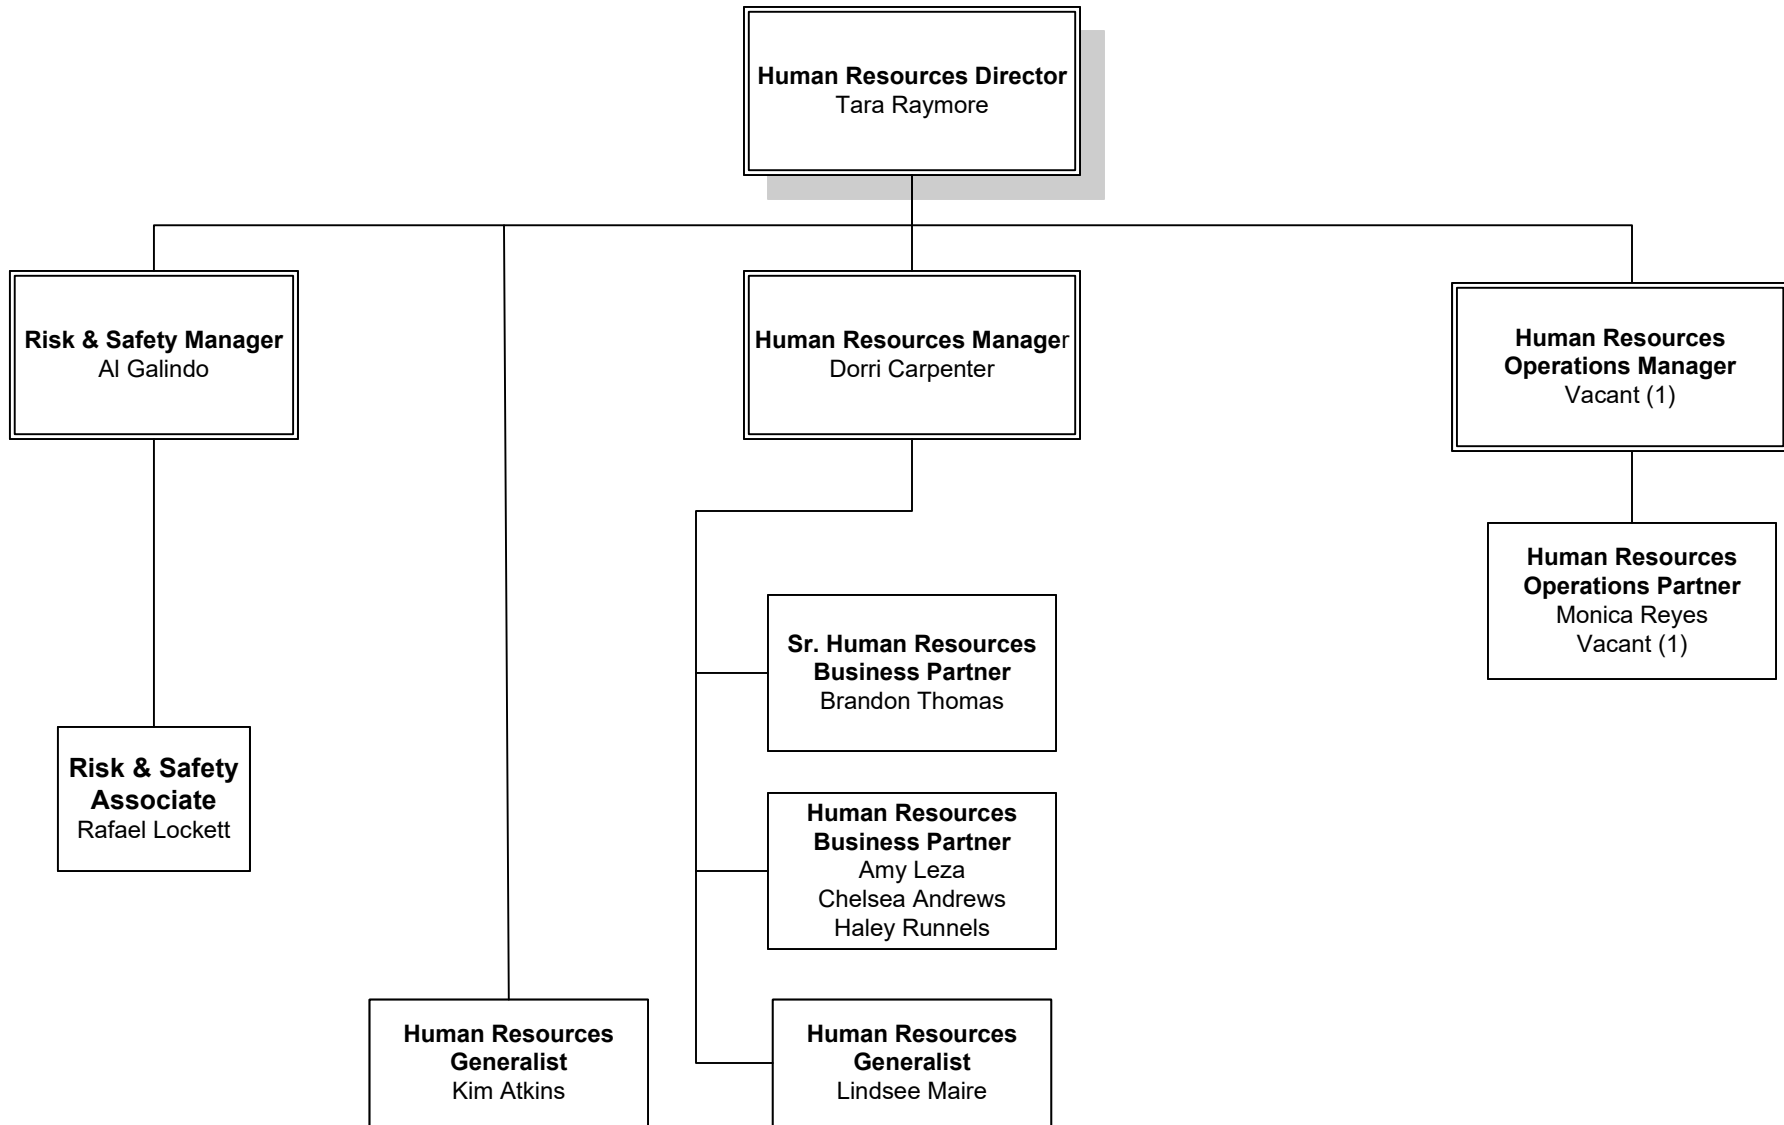 Human Resources Director
Tara Raymore
Risk & Safety Manager
Al Galindo
Human Resources Manager
Dorri Carpenter
Human Resources
Operations Manager
Vacant (1)
Human Resources
Operations Partner
Monica Reyes
Vacant (1)
Sr. Human Resources
Business Partner
Brandon Thomas
Risk & Safety
Associate
Rafael Lockett
Human Resources
Business Partner
Amy Leza
Chelsea Andrews
Haley Runnels
Human Resources
Generalist
Kim Atkins
Human Resources
Generalist
Lindsee Maire